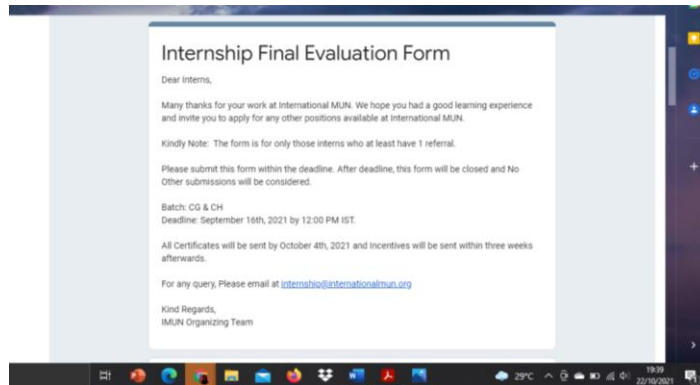 Internship Final Evaluation Form
Dear Interns,
Many thanks for your work at International MUN. We hope you had a good learning experience
and invite you to apply for any other positions available at International MUN.
Kindly Note: The form is for only those interns who at least have 1 referral.
Please submit this form within the deadline. After deadline, this form will be closed and No
Other submissions will be considered.
Batch: CG & CH
Deadline: September 16th, 2021 by 12:00 PM IST.
All Certificates will be sent by October 4th, 2021 and Incentives will be sent within three weeks
afterwards.
For any query, Please email at internship@internationalmun.org
Kind Regards,
IMUN Organizing Team
29°C
19:39
22/10/2021